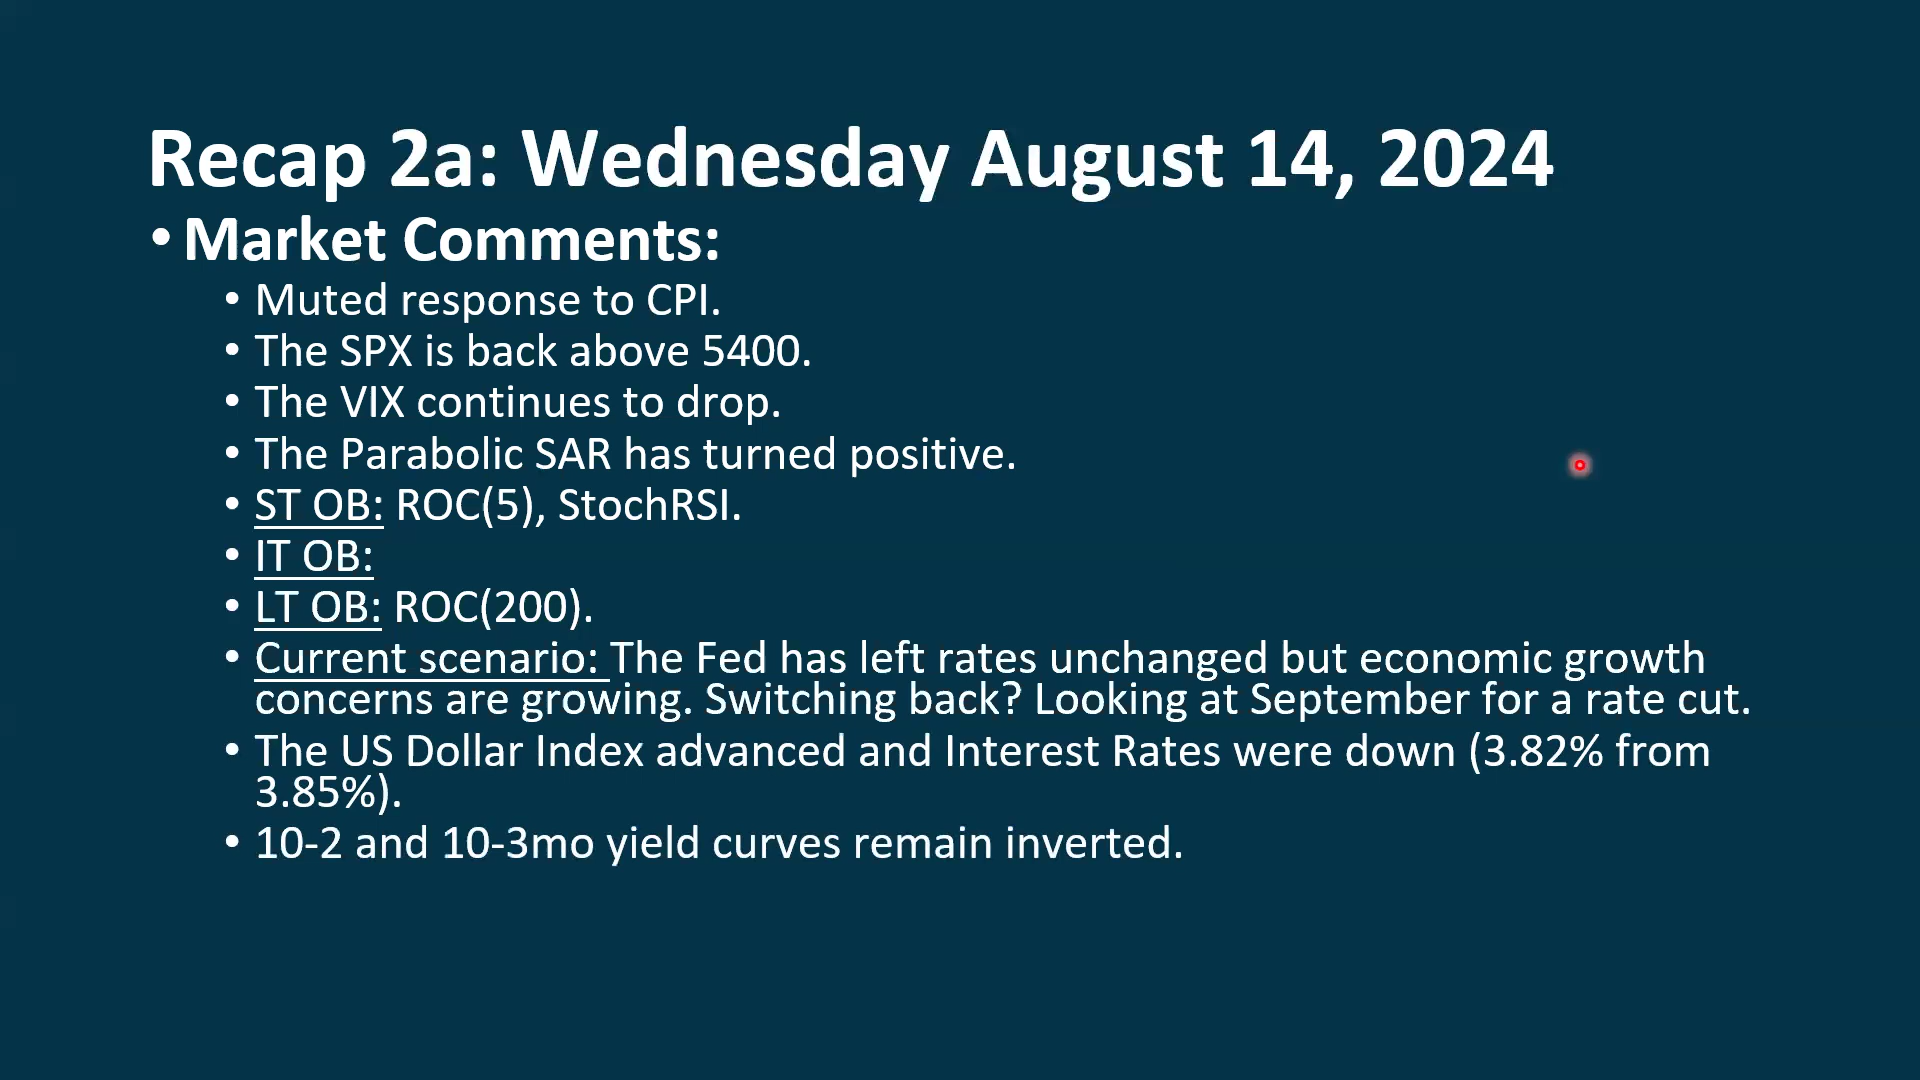 Recap 2a: Wednesday August 14, 2024
• Market Comments:
• Muted response to CPI.
• The SPX is back above 5400.
• The VIX continues to drop.
• The Parabolic SAR has turned positive.
• ST OB: ROC(5), StochRSI.
• IT OB:
• LT OB: ROC(200).
• Current scenario: The Fed has left rates unchanged but economic growth
concerns are growing. Switching back? Looking at September for a rate cut.
• The US Dollar Index advanced and Interest Rates were down (3.82% from
3.85%).
• 10-2 and 10-3mo yield curves remain inverted.